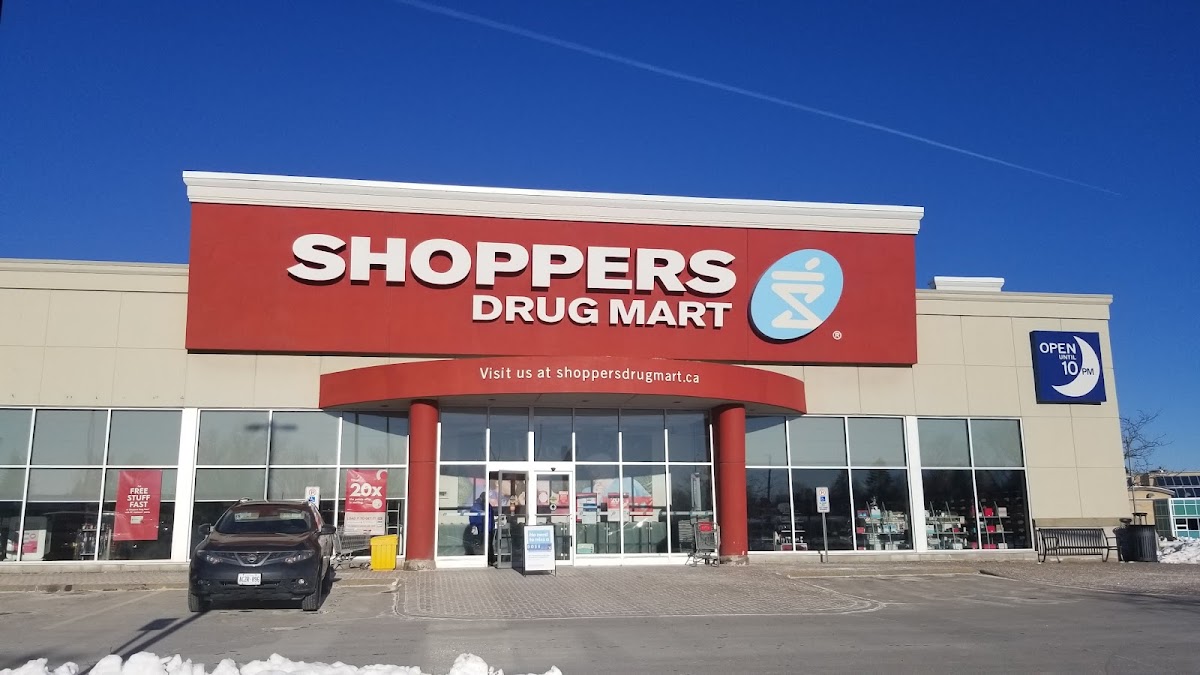 SHOPPERS
DRUG MART
®
Visit us at shoppersdrugmart.ca
OPEN
UNTIL
10 PM
FREE
STUFF
FAST
20x